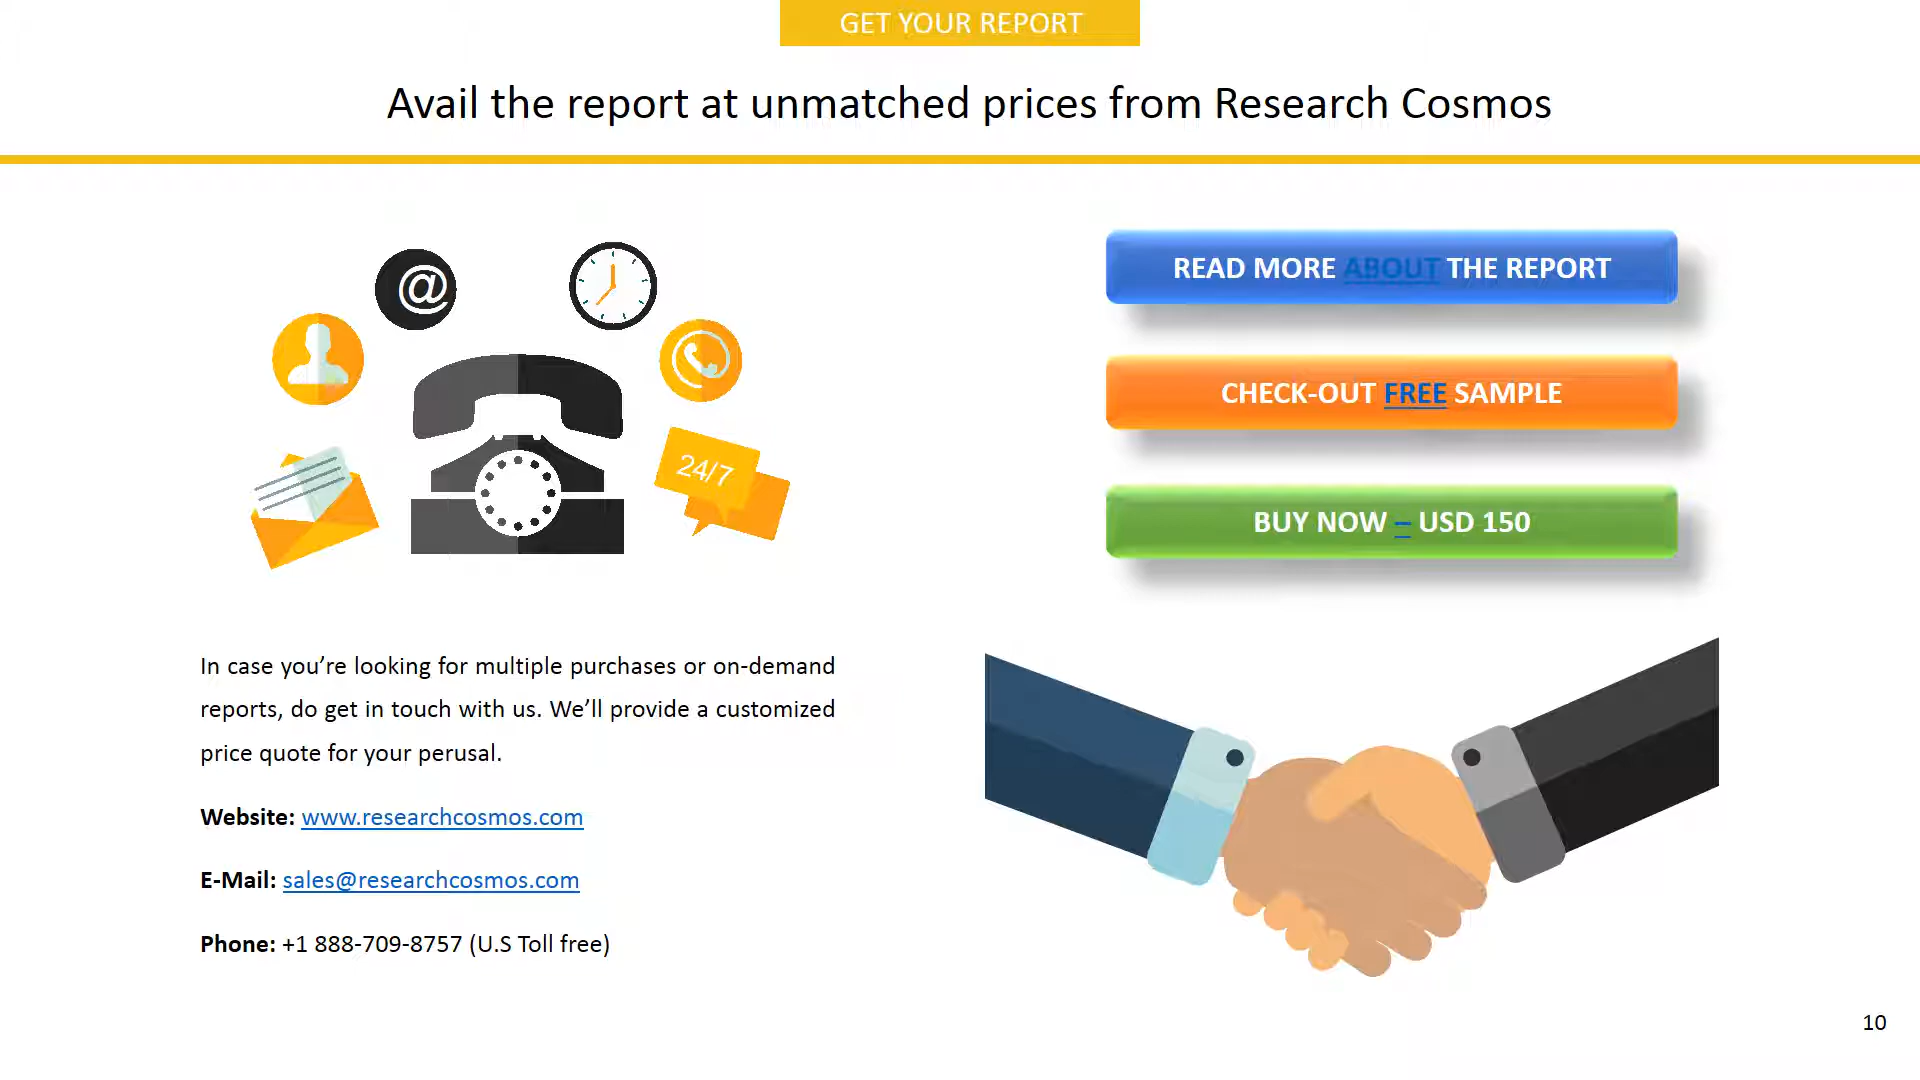 GET YOUR REPORT
Avail the report at unmatched prices from Research Cosmos
@
24/7
READ MORE ABOUT THE REPORT
CHECK-OUT FREE SAMPLE
BUY NOW – USD 150
In case you’re looking for multiple purchases or on-demand
reports, do get in touch with us. We’ll provide a customized
price quote for your perusal.
Website: www.researchcosmos.com
E-Mail: sales@researchcosmos.com
Phone: +1 888-709-8757 (U.S Toll free)
10